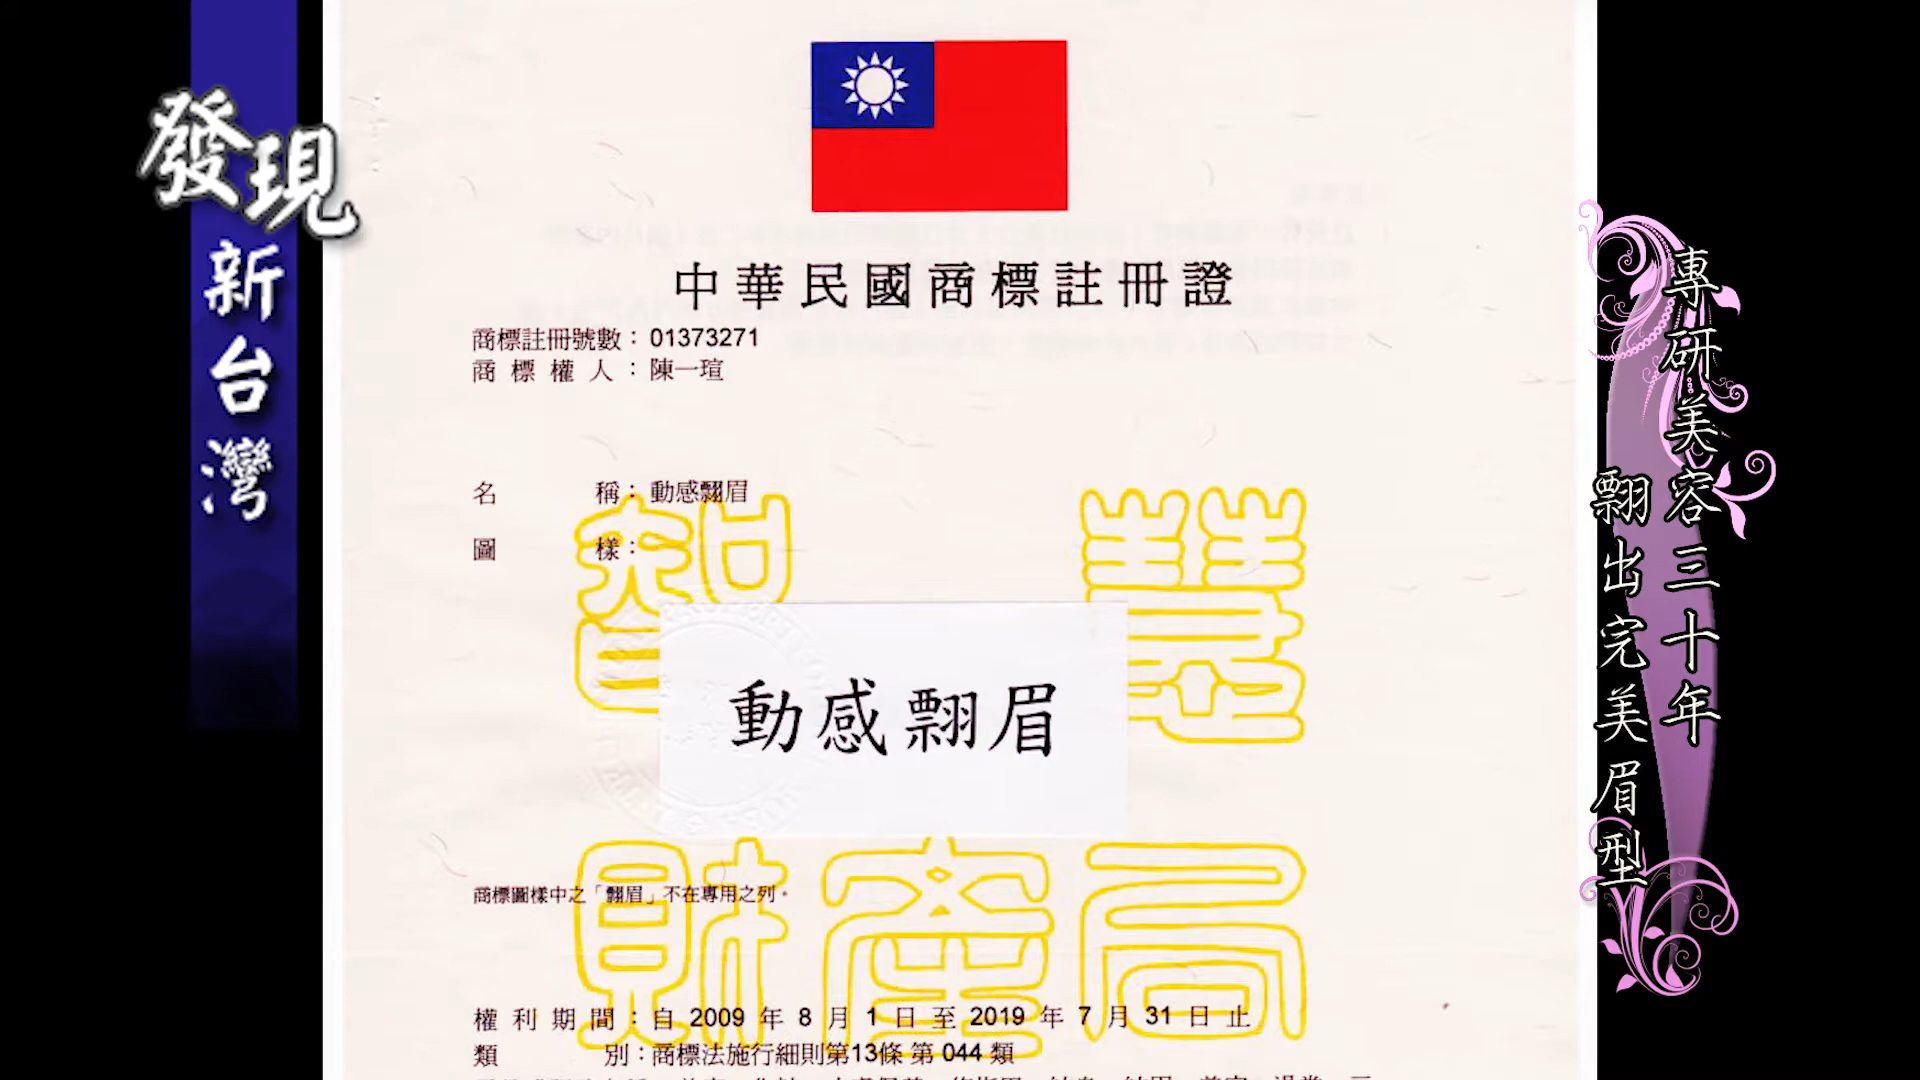 發現
新台灣
中華民國商標註冊證
商標註冊號數：01373271
商標權人：陳一瑄
名稱：動感翾眉
圖樣：
智慧
動感翾眉
財產局
商標圖樣中之「翾眉」不在專用之列。
權利期間：自 2009 年 8 月 1 日 至 2019 年 7 月 31 日 止
類別：商標法施行細則第13條 第 044 類
專研美容三十年
翾出完美眉型